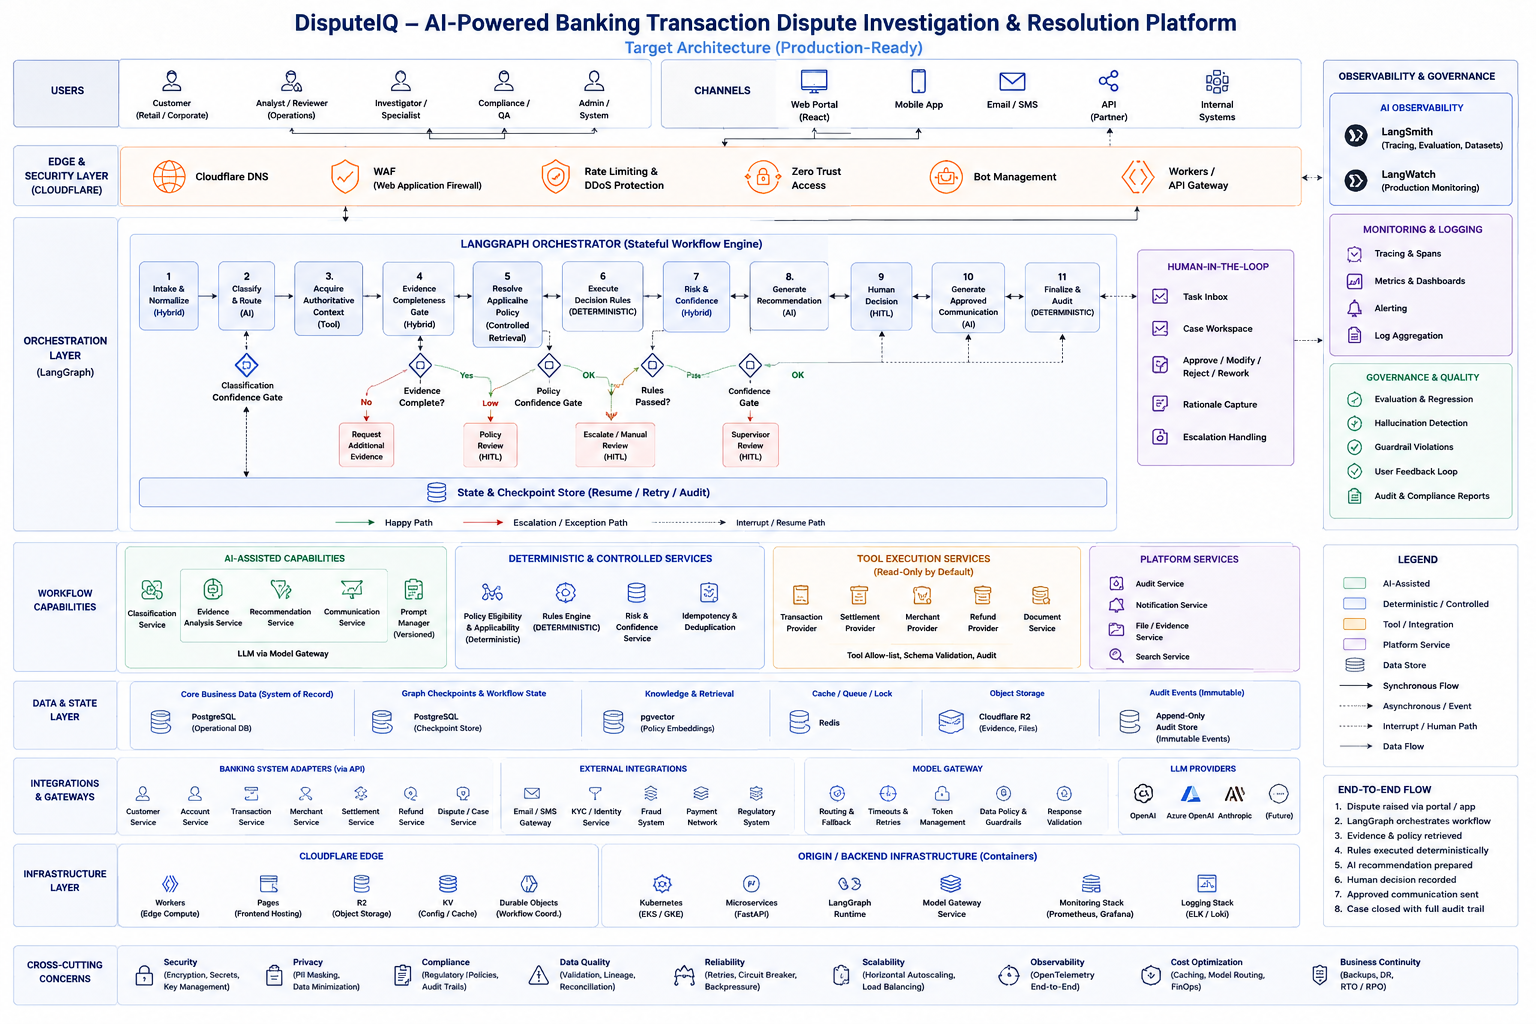 DisputeIQ – AI-Powered Banking Transaction Dispute Investigation & Resolution Platform
Target Architecture (Production-Ready)
USERS
Customer
(Retail / Corporate)
Analyst / Reviewer
(Operations)
Investigator /
Specialist
Compliance /
QA
Admin /
System
CHANNELS
Web Portal
(React)
Mobile App
Email / SMS
API
(Partner)
Internal
Systems
EDGE &
SECURITY LAYER
(CLOUDFLARE)
Cloudflare DNS
WAF
(Web Application Firewall)
Rate Limiting &
DDoS Protection
Zero Trust
Access
Bot Management
Workers /
API Gateway
ORCHESTRATION
LAYER
(LangGraph)
LANGGRAPH ORCHESTRATOR (Stateful Workflow Engine)
1
Intake &
Normallize
(Hybrid)
2
Classify
& Route
(AI)
3.
Acquire
Authoritative
Context
(Tool)
4
Evidence
Completeness
Gate
(Hybrid)
5
Resolve
Applicalhe
Policy
(Controlled
Retrieval)
6
Execute
Decision Rules
(DETERMINISTIC)
7
Risk &
Confidence
(Hybrid)
8.
Generate
Recommendation
(AI)
9
Human
Decision
(HITL)
10
Generate
Approved
Communication
(AI)
11
Finalize &
Audit
(DETERMINISTIC)
Classification
Confidence Gate
Evidence
Complete?
Policy
Confidence Gate
Rules
Passed?
Confidence
Gate
Yes
OK
OK
No
Low
Request
Additional
Evidence
Policy
Review
(HITL)
Escalate / Manual
Review
(HITL)
Supervisor
Review
(HITL)
State & Checkpoint Store (Resume / Retry / Audit)
Happy Path
Escalation / Exception Path
Interrupt / Resume Path
HUMAN-IN-THE-LOOP
Task Inbox
Case Workspace
Approve / Modify /
Reject / Rework
Rationale Capture
Escalation Handling
OBSERVABILITY & GOVERNANCE
AI OBSERVABILITY
LangSmith
(Tracing, Evaluation, Datasets)
LangWatch
(Production Monitoring)
MONITORING & LOGGING
Tracing & Spans
Metrics & Dashboards
Alerting
Log Aggregation
GOVERNANCE & QUALITY
Evaluation & Regression
Hallucination Detection
Guardrail Violations
User Feedback Loop
Audit & Compliance Reports
WORKFLOW
CAPABILITIES
AI-ASSISTED CAPABILITIES
Classification
Service
Evidence
Analysis Service
Recommendation
Service
Communication
Service
Prompt
Manager
(Versioned)
LLM via Model Gateway
DETERMINISTIC & CONTROLLED SERVICES
Policy Eligibility
& Applicability
(Deterministic)
Rules Engine
(DETERMINISTIC)
Risk &
Confidence
Service
Idempotency &
Deduplication
TOOL EXECUTION SERVICES
(Read-Only by Default)
Transaction
Provider
Settlement
Provider
Merchant
Provider
Refund
Provider
Document
Service
Tool Allow-list, Schema Validation, Audit
PLATFORM SERVICES
Audit Service
Notification Service
File / Evidence
Service
Search Service
LEGEND
AI-Assisted
Deterministic / Controlled
Tool / Integration
Platform Service
Data Store
Synchronous Flow
Asynchronous / Event
Interrupt / Human Path
Data Flow
DATA & STATE
LAYER
Core Business Data (System of Record)
PostgreSQL
(Operational DB)
Graph Checkpoints & Workflow State
PostgreSQL
(Checkpoint Store)
Knowledge & Retrieval
pgvector
(Policy Embeddings)
Cache / Queue / Lock
Redis
Object Storage
Cloudflare R2
(Evidence, Files)
Audit Events (Immutable)
Append-Only
Audit Store
(Immutable Events)
INTEGRATIONS
& GATEWAYS
BANKING SYSTEM ADAPTERS (via API)
Customer
Service
Account
Service
Transaction
Service
Merchant
Service
Settlement
Service
Refund
Service
Dispute / Case
Service
EXTERNAL INTEGRATIONS
Email / SMS
Gateway
KYC / Identity
Service
Fraud
System
Payment
Network
Regulatory
System
MODEL GATEWAY
Routing &
Fallback
Timeouts &
Retries
Token
Management
Data Policy &
Guardrails
Response
Validation
LLM PROVIDERS
OpenAI
Azure OpenAI
Anthropic
(Future)
END-TO-END FLOW
1. Dispute raised via portal / app
2. LangGraph orchestrates workflow
3. Evidence & policy retrieved
4. Rules executed deterministically
5. AI recommendation prepared
6. Human decision recorded
7. Approved communication sent
8. Case closed with full audit trail
INFRASTRUCTURE
LAYER
CLOUDFLARE EDGE
Workers
(Edge Compute)
Pages
(Frontend Hosting)
R2
(Object Storage)
KV
(Config / Cache)
Durable Objects
(Workflow Coord.)
ORIGIN / BACKEND INFRASTRUCTURE (Containers)
Kubernetes
(EKS / GKE)
Microservices
(FastAPI)
LangGraph
Runtime
Model Gateway
Service
Monitoring Stack
(Prometheus, Grafana)
Logging Stack
(ELK / Loki)
CROSS-CUTTING
CONCERNS
Security
(Encryption, Secrets,
Key Management)
Privacy
(PII Masking,
Data Minimization)
Compliance
(Regulatory IPolicies,
Audit Trails)
Data Quality
(Validation, Lineage,
Reconciliation)
Reliability
(Retries, Circuit Breaker,
Backpressure)
Scalability
(Horizontal Autoscaling,
Load Balancing)
Observability
(OpenTelemetry
End-to-End)
Cost Optimization
(Caching, Model Routing,
FinOps)
Business Continuity
(Backups, DR,
RTO / RPO)